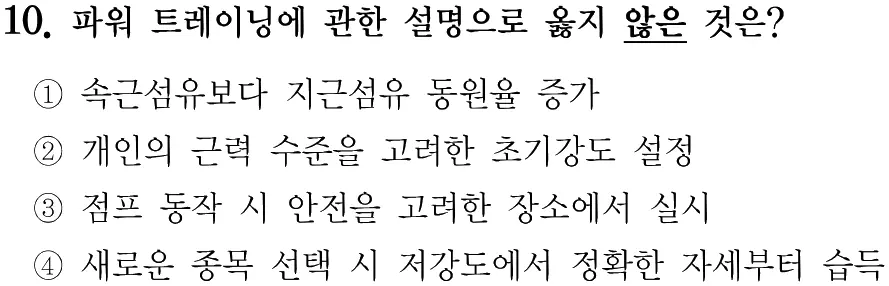 10. 파워 트레이닝에 관한 설명으로 옳지 않은 것은?
① 속근섬유보다 지근섬유 동원율 증가
② 개인의 근력 수준을 고려한 초기강도 설정
③ 점프 동작 시 안전을 고려한 장소에서 실시
④ 새로운 종목 선택 시 저강도에서 정확한 자세부터 습득